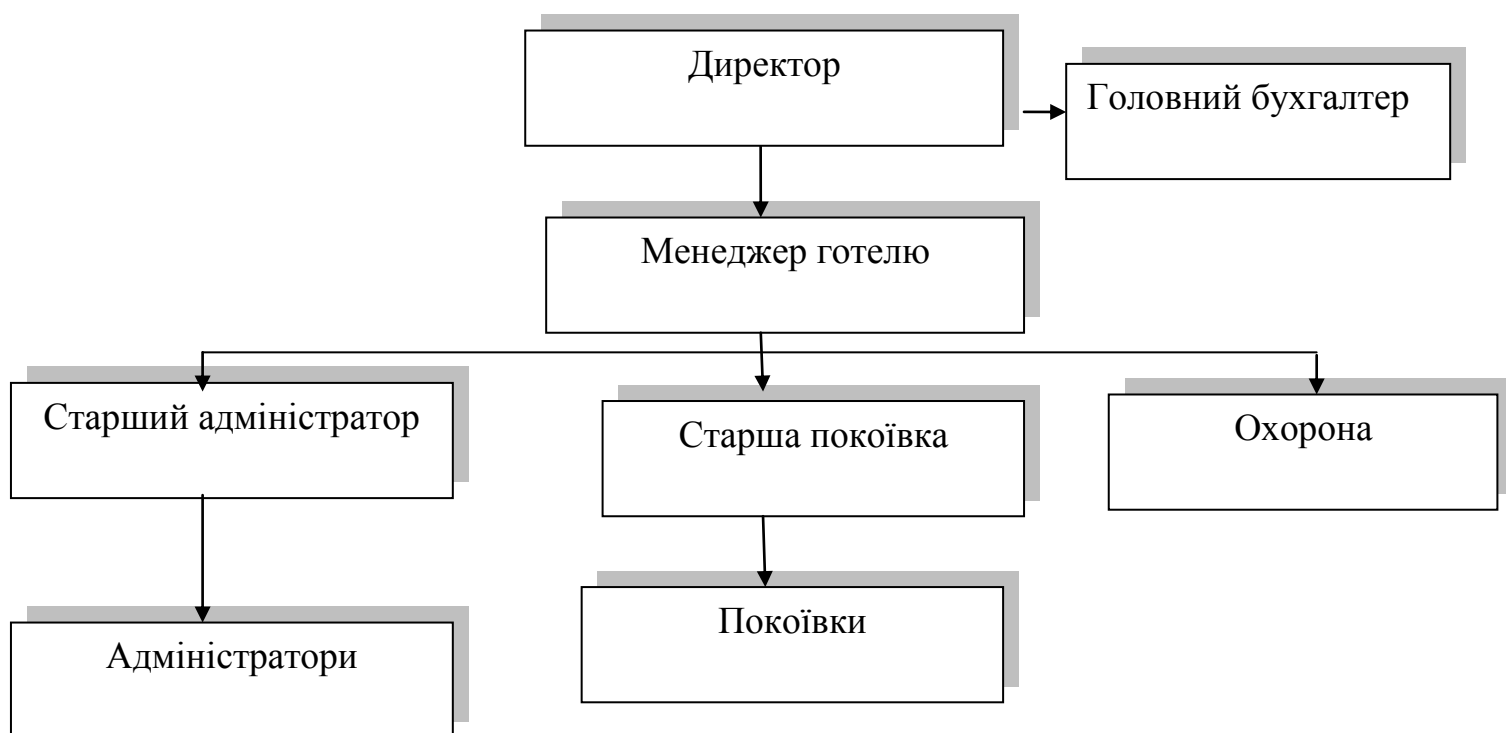 Директор
Головний бухгалтер
Менеджер готелю
Старший адміністратор
Старша покоївка
Охорона
Адміністратори
Покоївки